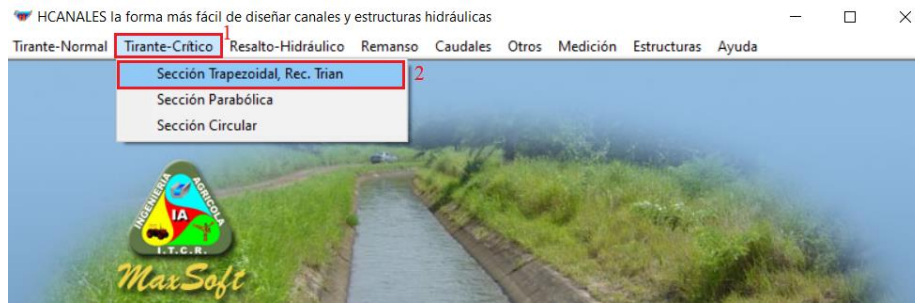 HCANALES la forma más fácil de diseñar canales y estructuras hidráulicas
1
Tirante-Normal Tirante-Crítico Resalto-Hidráulico Remanso Caudales Otros Medición Estructuras Ayuda
Sección Trapezoidal, Rec. Trian 2
Sección Parabólica
Sección Circular
INGENIERIA AGRICOLA
IA
I.T.C.R.
MaxSoft